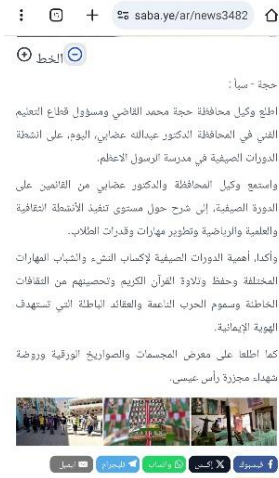 saba.ye/ar/news3482
الخط
حجة - سبأ :
اطلع وكيل محافظة حجة محمد القاضي ومسؤول قطاع التعليم
الفني في المحافظة الدكتور عبدالله عضابي، اليوم، على انشطة
الدورات الصيفية في مدرسة الرسول الاعظم.
واستمع وكيل المحافظة والدكتور عضابي من القائمين على
الدورة الصيفية، إلى شرح حول مستوى تنفيذ الأنشطة الثقافية
والعلمية والرياضية وتطوير مهارات وقدرات الطلاب.
وأكدا، أهمية الدورات الصيفية لإكساب النشء والشباب المهارات
المختلفة وحفظ وتلاوة القرآن الكريم وتحصينهم من الثقافات
الخاطئة وسموم الحرب الناعمة والعقائد الباطلة التي تستهدف
الهوية الإيمانية.
كما اطلعا على معرض المجسمات والصواريخ الورقية وروضة
شهداء مجزرة رأس عيسى.
فيسبوك
إكس
واتساب
تليجرام
ايميل